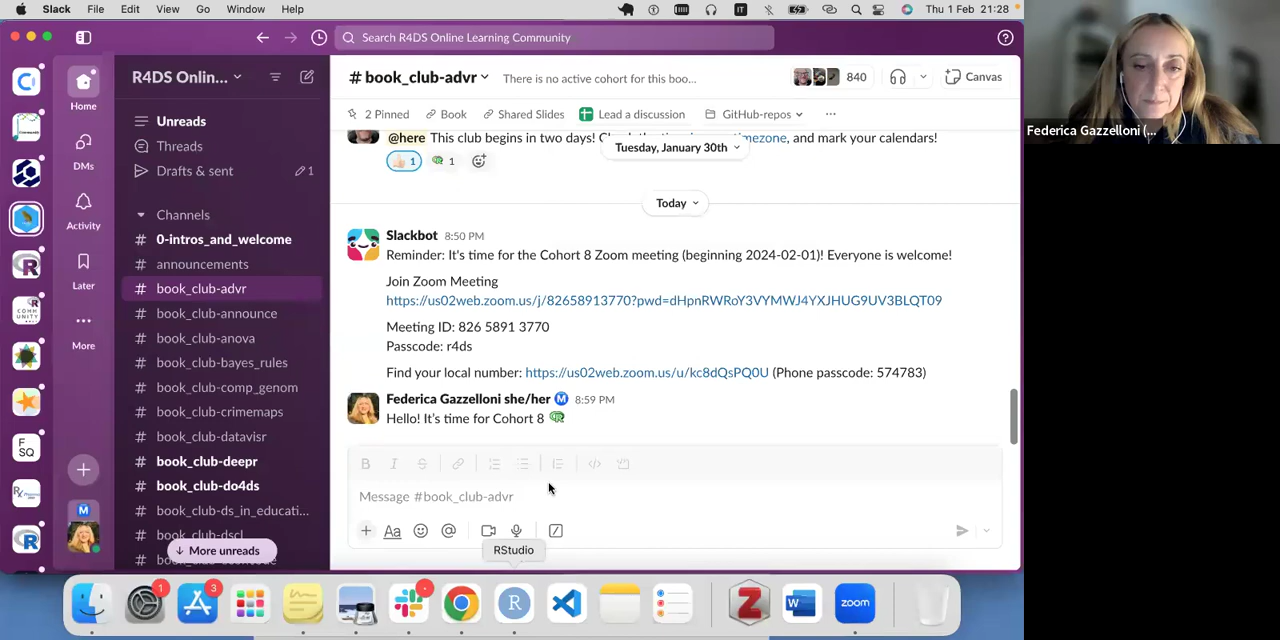 Slack File Edit View Go Window Help
IT
Thu 1 Feb 21:28
Search R4DS Online Learning Community
Home
DMs
Activity
Later
More
R4DS Onlin...
Unreads
Threads
Drafts & sent 1
Channels
# 0-intros_and_welcome
# announcements
# book_club-advr
# book_club-announce
# book_club-anova
# book_club-bayes_rules
# book_club-comp_genom
# book_club-crimemaps
# book_club-datavisr
# book_club-deepr
# book_club-do4ds
# book_club-ds_in_educati...
# book_club-dscl
More unreads
# book_club-advr There is no active cohort for this boo... 840 Canvas
2 Pinned Book Shared Slides Lead a discussion GitHub-repos
@here This club begins in two days! timezone, and mark your calendars!
Tuesday, January 30th
1 1
Today
Slackbot 8:50 PM
Reminder: It's time for the Cohort 8 Zoom meeting (beginning 2024-02-01)! Everyone is welcome!
Join Zoom Meeting
https://us02web.zoom.us/j/82658913770?pwd=dHpnRWRoY3VYMWJ4YXJHUG9UV3BLQT09
Meeting ID: 826 5891 3770
Passcode: r4ds
Find your local number: https://us02web.zoom.us/u/kc8dQsPQ0U (Phone passcode: 574783)
Federica Gazzelloni she/her M 8:59 PM
Hello! It's time for Cohort 8
B I S
Message #book_club-advr
Aa
RStudio
1 3
R Z W zoom
Federica Gazzelloni (...